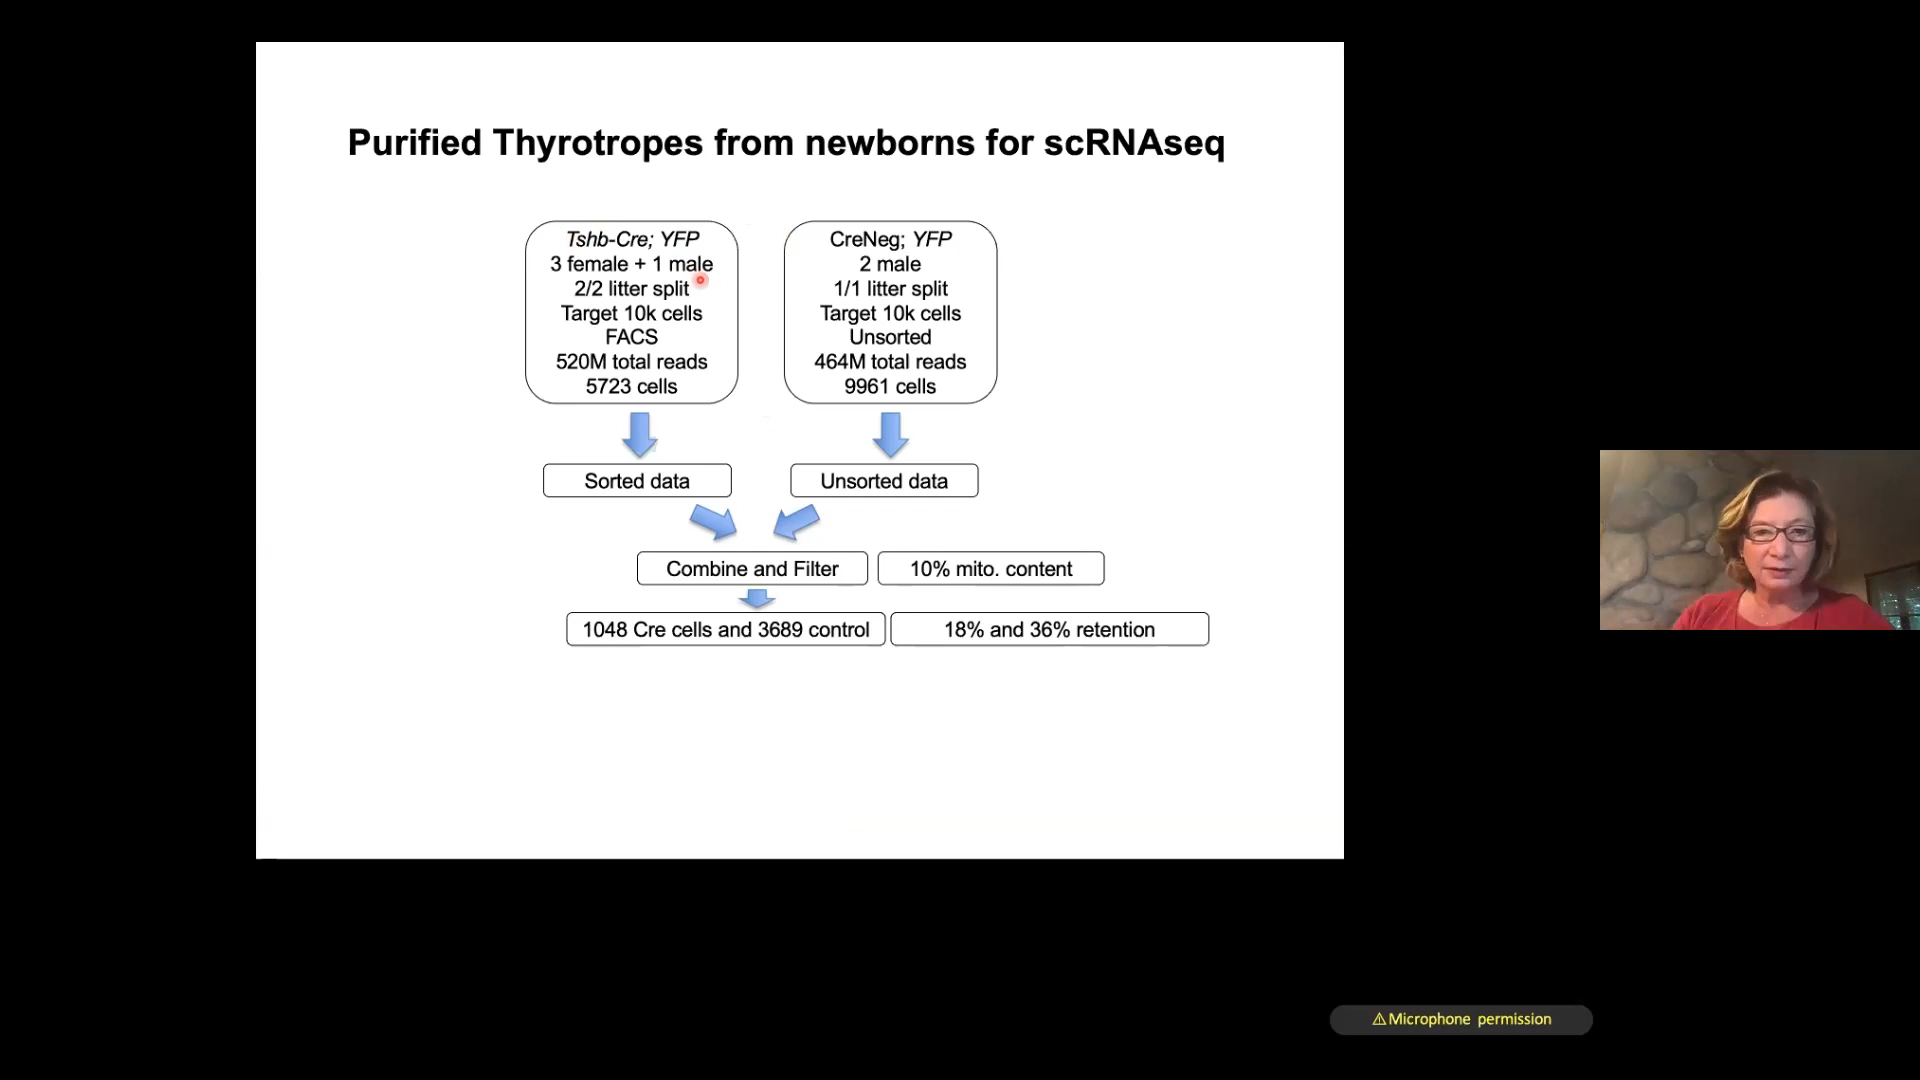 Purified Thyrotropes from newborns for scRNAseq
Tshb-Cre; YFP
3 female + 1 male
2/2 litter split
Target 10k cells
FACS
520M total reads
5723 cells
CreNeg; YFP
2 male
1/1 litter split
Target 10k cells
Unsorted
464M total reads
9961 cells
Sorted data
Unsorted data
Combine and Filter
10% mito. content
1048 Cre cells and 3689 control
18% and 36% retention
⚠Microphone permission